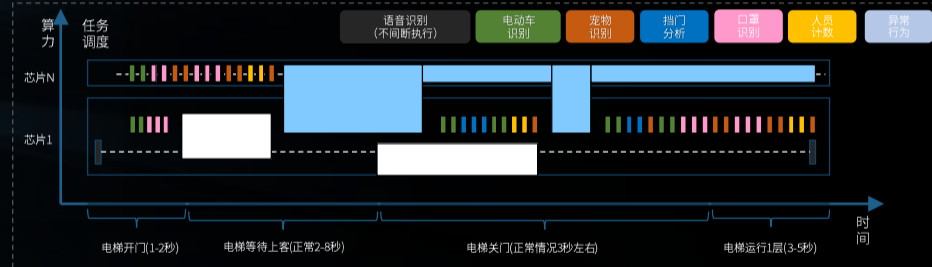 算力
任务调度
语音识别
(不间断执行)
电动车
识别
宠物
识别
挡门
分析
口罩
识别
人员
计数
异常
行为
芯片N
芯片1
时间
电梯开门(1-2秒)
电梯等待上客(正常2-8秒)
电梯关门(正常情况3秒左右)
电梯运行1层(3-5秒)